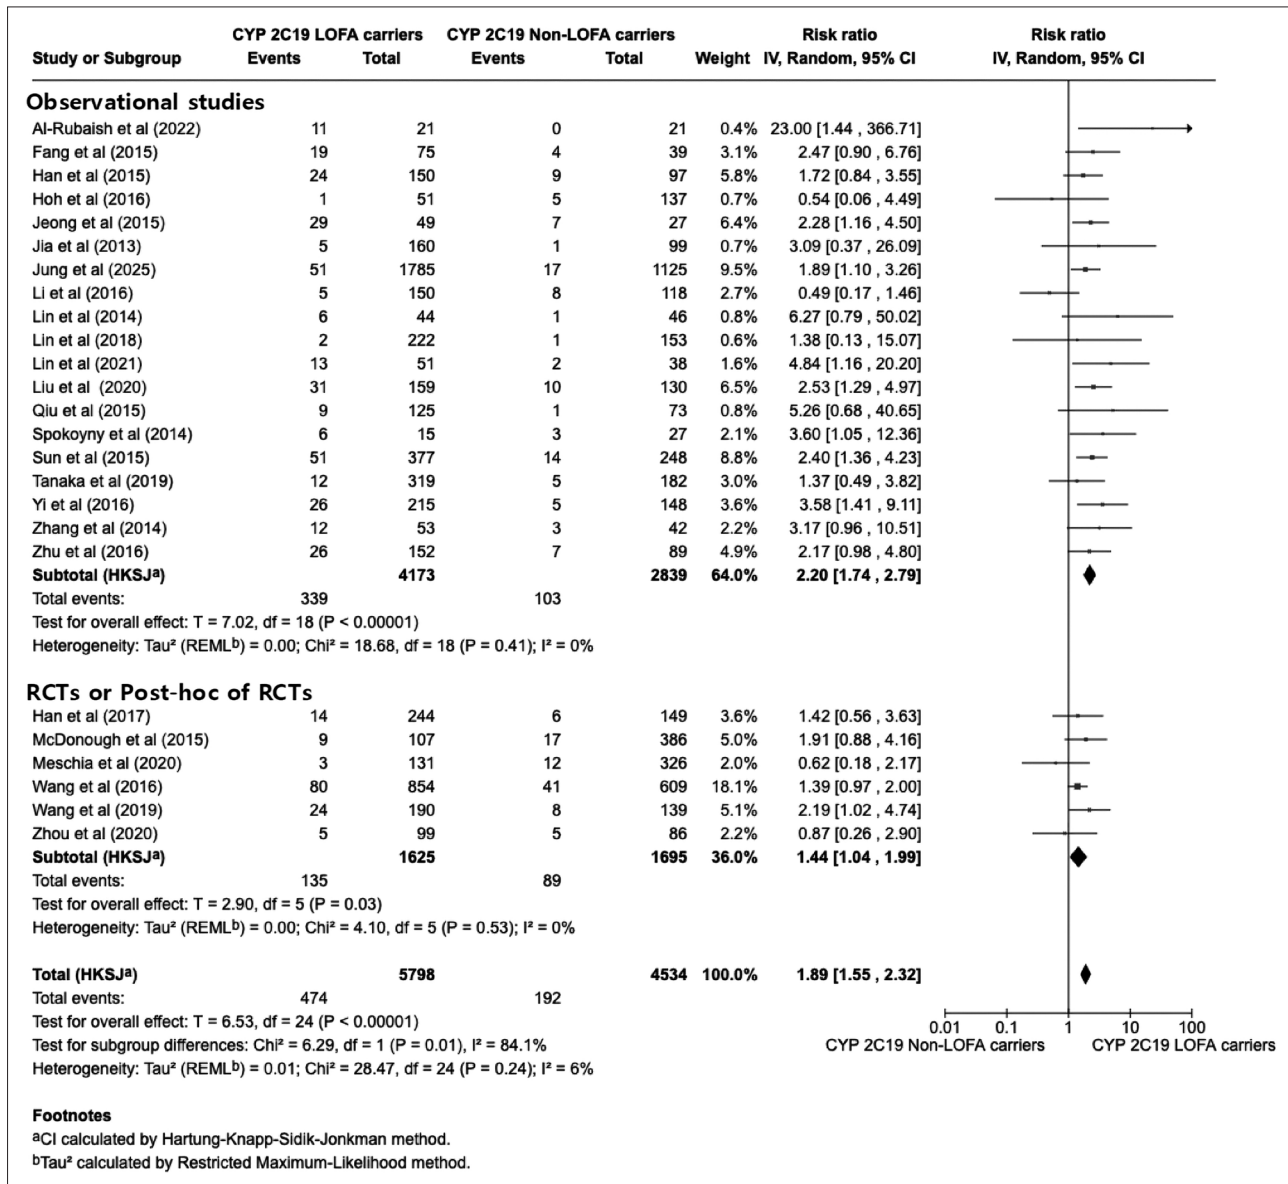 CYP 2C19 LOFA carriers CYP 2C19 Non-LOFA carriers Risk ratio Risk ratio
Study or Subgroup Events Total Events Total Weight IV, Random, 95% CI IV, Random, 95% CI
Observational studies
Al-Rubaish et al (2022) 11 21 0 21 0.4% 23.00 [1.44 , 366.71]
Fang et al (2015) 19 75 4 39 3.1% 2.47 [0.90 , 6.76]
Han et al (2015) 24 150 9 97 5.8% 1.72 [0.84 , 3.55]
Hoh et al (2016) 1 51 5 137 0.7% 0.54 [0.06 , 4.49]
Jeong et al (2015) 29 49 7 27 6.4% 2.28 [1.16 , 4.50]
Jia et al (2013) 5 160 1 99 0.7% 3.09 [0.37 , 26.09]
Jung et al (2025) 51 1785 17 1125 9.5% 1.89 [1.10 , 3.26]
Li et al (2016) 5 150 8 118 2.7% 0.49 [0.17 , 1.46]
Lin et al (2014) 6 44 1 46 0.8% 6.27 [0.79 , 50.02]
Lin et al (2018) 2 222 1 153 0.6% 1.38 [0.13 , 15.07]
Lin et al (2021) 13 51 2 38 1.6% 4.84 [1.16 , 20.20]
Liu et al (2020) 31 159 10 130 6.5% 2.53 [1.29 , 4.97]
Qiu et al (2015) 9 125 1 73 0.8% 5.26 [0.68 , 40.65]
Spokoyny et al (2014) 6 15 3 27 2.1% 3.60 [1.05 , 12.36]
Sun et al (2015) 51 377 14 248 8.8% 2.40 [1.36 , 4.23]
Tanaka et al (2019) 12 319 5 182 3.0% 1.37 [0.49 , 3.82]
Yi et al (2016) 26 215 5 148 3.6% 3.58 [1.41 , 9.11]
Zhang et al (2014) 12 53 3 42 2.2% 3.17 [0.96 , 10.51]
Zhu et al (2016) 26 152 7 89 4.9% 2.17 [0.98 , 4.80]
Subtotal (HKSJᵃ) 4173 2839 64.0% 2.20 [1.74 , 2.79]
Total events: 339 103
Test for overall effect: T = 7.02, df = 18 (P < 0.00001)
Heterogeneity: Tau² (REMLᵇ) = 0.00; Chi² = 18.68, df = 18 (P = 0.41); I² = 0%
RCTs or Post-hoc of RCTs
Han et al (2017) 14 244 6 149 3.6% 1.42 [0.56 , 3.63]
McDonough et al (2015) 9 107 17 386 5.0% 1.91 [0.88 , 4.16]
Meschia et al (2020) 3 131 12 326 2.0% 0.62 [0.18 , 2.17]
Wang et al (2016) 80 854 41 609 18.1% 1.39 [0.97 , 2.00]
Wang et al (2019) 24 190 8 139 5.1% 2.19 [1.02 , 4.74]
Zhou et al (2020) 5 99 5 86 2.2% 0.87 [0.26 , 2.90]
Subtotal (HKSJᵃ) 1625 1695 36.0% 1.44 [1.04 , 1.99]
Total events: 135 89
Test for overall effect: T = 2.90, df = 5 (P = 0.03)
Heterogeneity: Tau² (REMLᵇ) = 0.00; Chi² = 4.10, df = 5 (P = 0.53); I² = 0%
Total (HKSJᵃ) 5798 4534 100.0% 1.89 [1.55 , 2.32]
Total events: 474 192
Test for overall effect: T = 6.53, df = 24 (P < 0.00001)
Test for subgroup differences: Chi² = 6.29, df = 1 (P = 0.01), I² = 84.1%
Heterogeneity: Tau² (REMLᵇ) = 0.01; Chi² = 28.47, df = 24 (P = 0.24); I² = 6%
0.01 0.1 1 10 100
CYP 2C19 Non-LOFA carriers CYP 2C19 LOFA carriers
Footnotes
ᵃCI calculated by Hartung-Knapp-Sidik-Jonkman method.
ᵇTau² calculated by Restricted Maximum-Likelihood method.